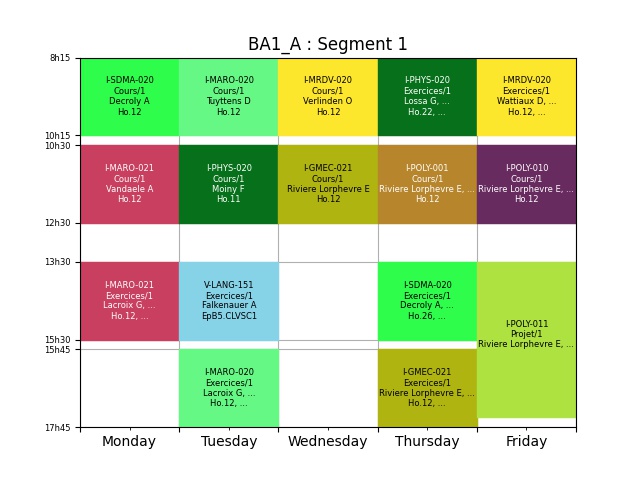 BA1_A : Segment 1
8h15
I-SDMA-020
Cours/1
Decroly A
Ho.12
I-MARO-020
Cours/1
Tuyttens D
Ho.12
I-MRDV-020
Cours/1
Verlinden O
Ho.12
I-PHYS-020
Exercices/1
Lossa G, ...
Ho.22, ...
I-MRDV-020
Exercices/1
Wattiaux D, ...
Ho.12, ...
10h15
10h30
I-MARO-021
Cours/1
Vandaele A
Ho.12
I-PHYS-020
Cours/1
Moiny F
Ho.11
I-GMEC-021
Cours/1
Riviere Lorphevre E
Ho.12
I-POLY-001
Cours/1
Riviere Lorphevre E, ...
Ho.12
I-POLY-010
Cours/1
Riviere Lorphevre E, ...
Ho.12
12h30
13h30
I-MARO-021
Exercices/1
Lacroix G, ...
Ho.12, ...
V-LANG-151
Exercices/1
Falkenauer A
EpB5.CLVSC1
I-SDMA-020
Exercices/1
Decroly A, ...
Ho.26, ...
I-POLY-011
Projet/1
Riviere Lorphevre E, ...
15h30
15h45
I-MARO-020
Exercices/1
Lacroix G, ...
Ho.12, ...
I-GMEC-021
Exercices/1
Riviere Lorphevre E, ...
Ho.12, ...
17h45
Monday
Tuesday
Wednesday
Thursday
Friday